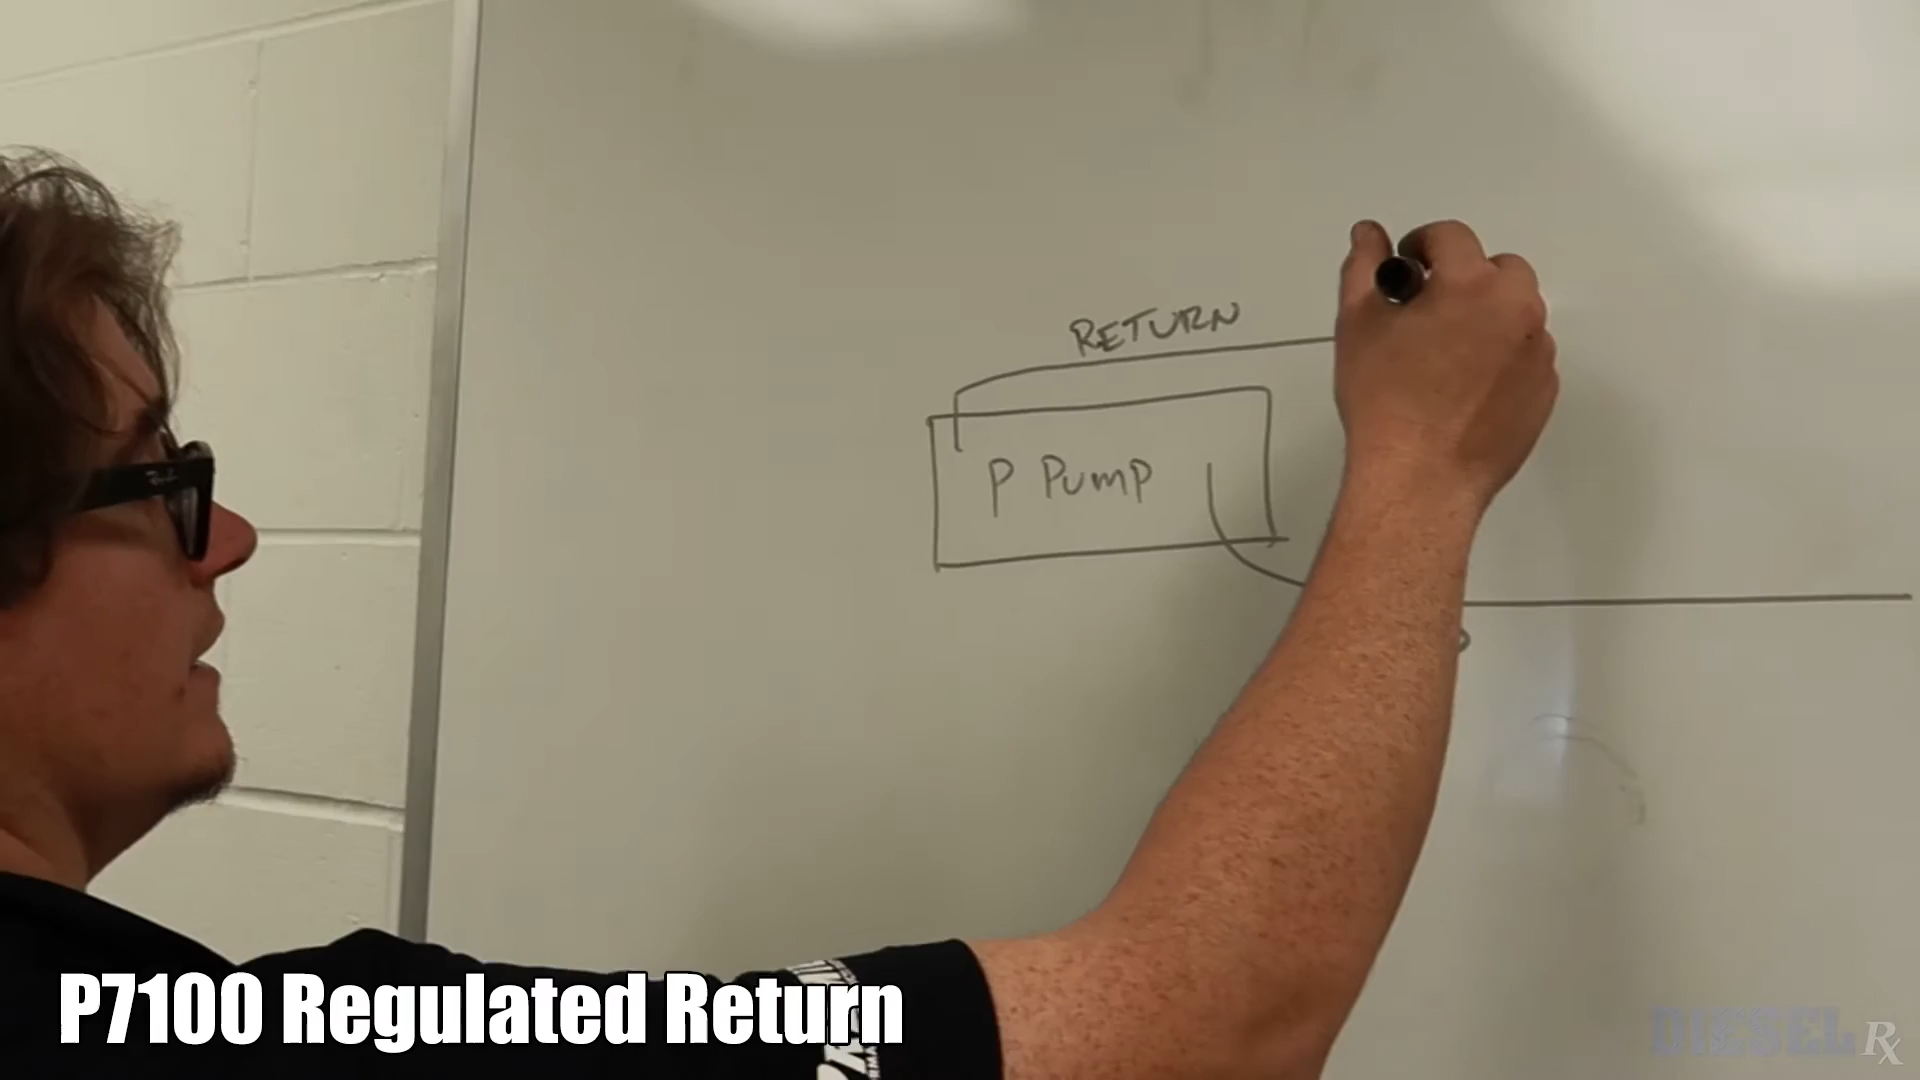 RETURN
P PUMP
P7100 Regulated Return
DIESEL Rx